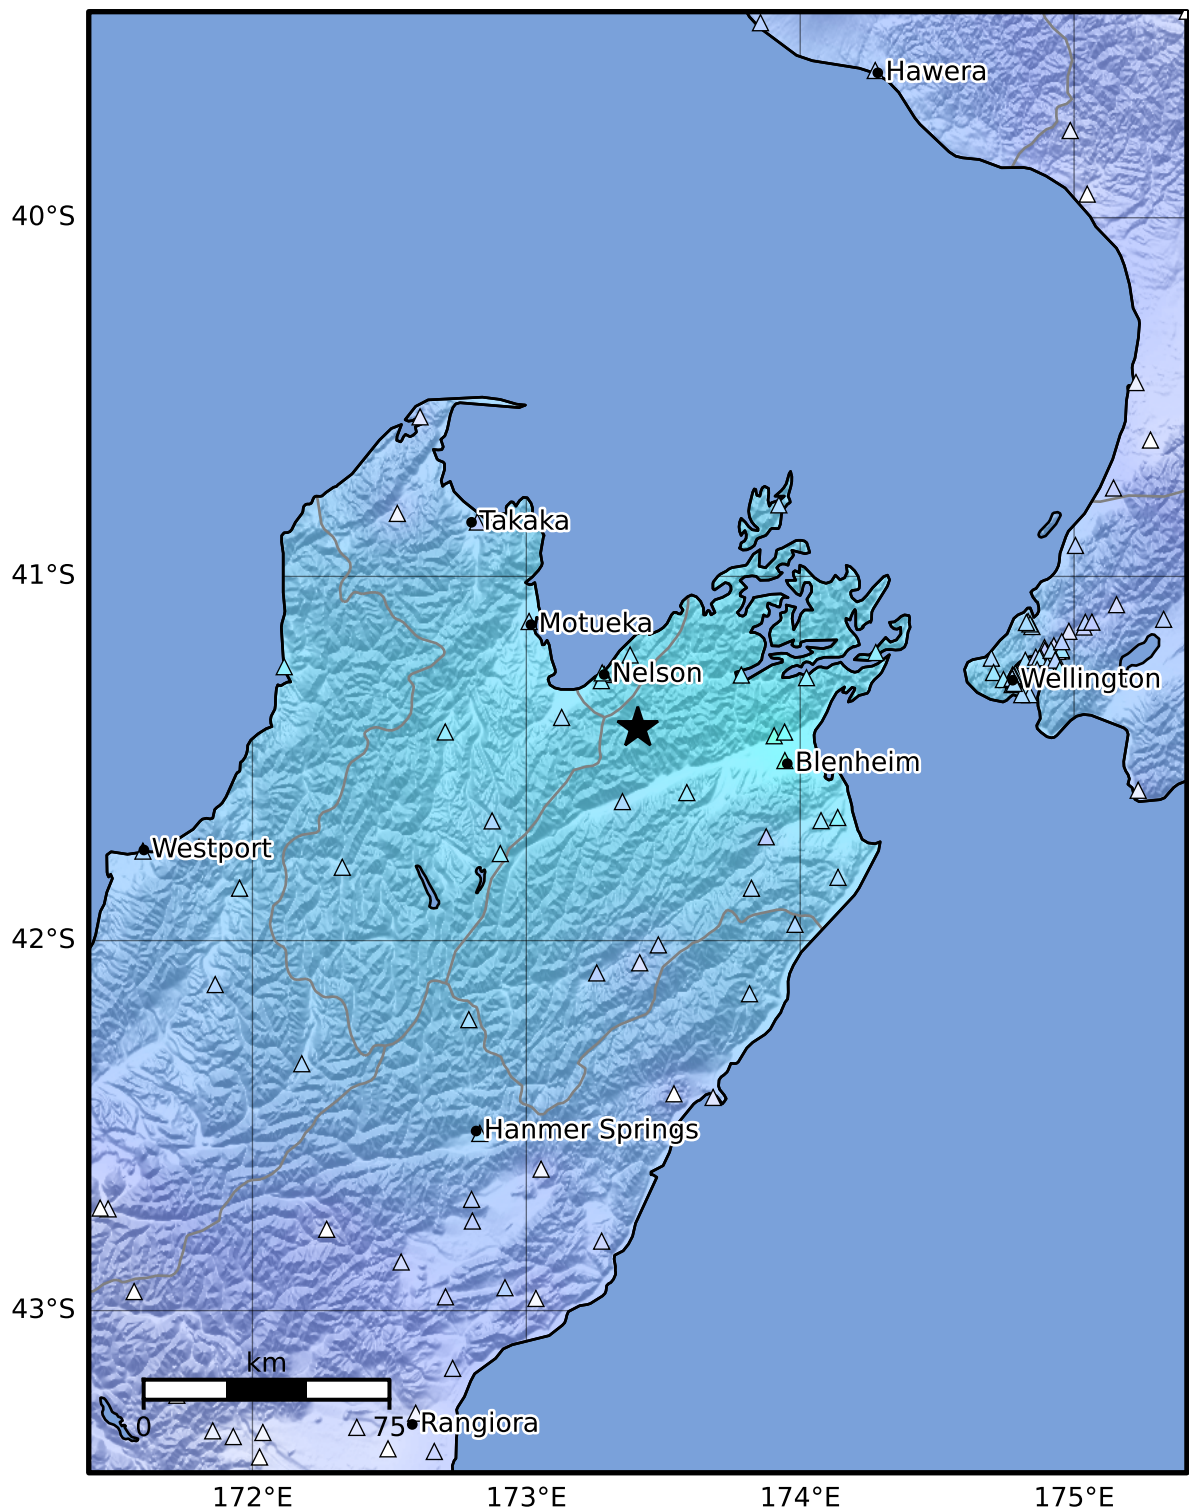 Hawera
40°S
Takaka
41°S
Motueka
Nelson
Wellington
Blenheim
Westport
42°S
Hanmer Springs
43°S
km
0
75
Rangiora
172°E
173°E
174°E
175°E